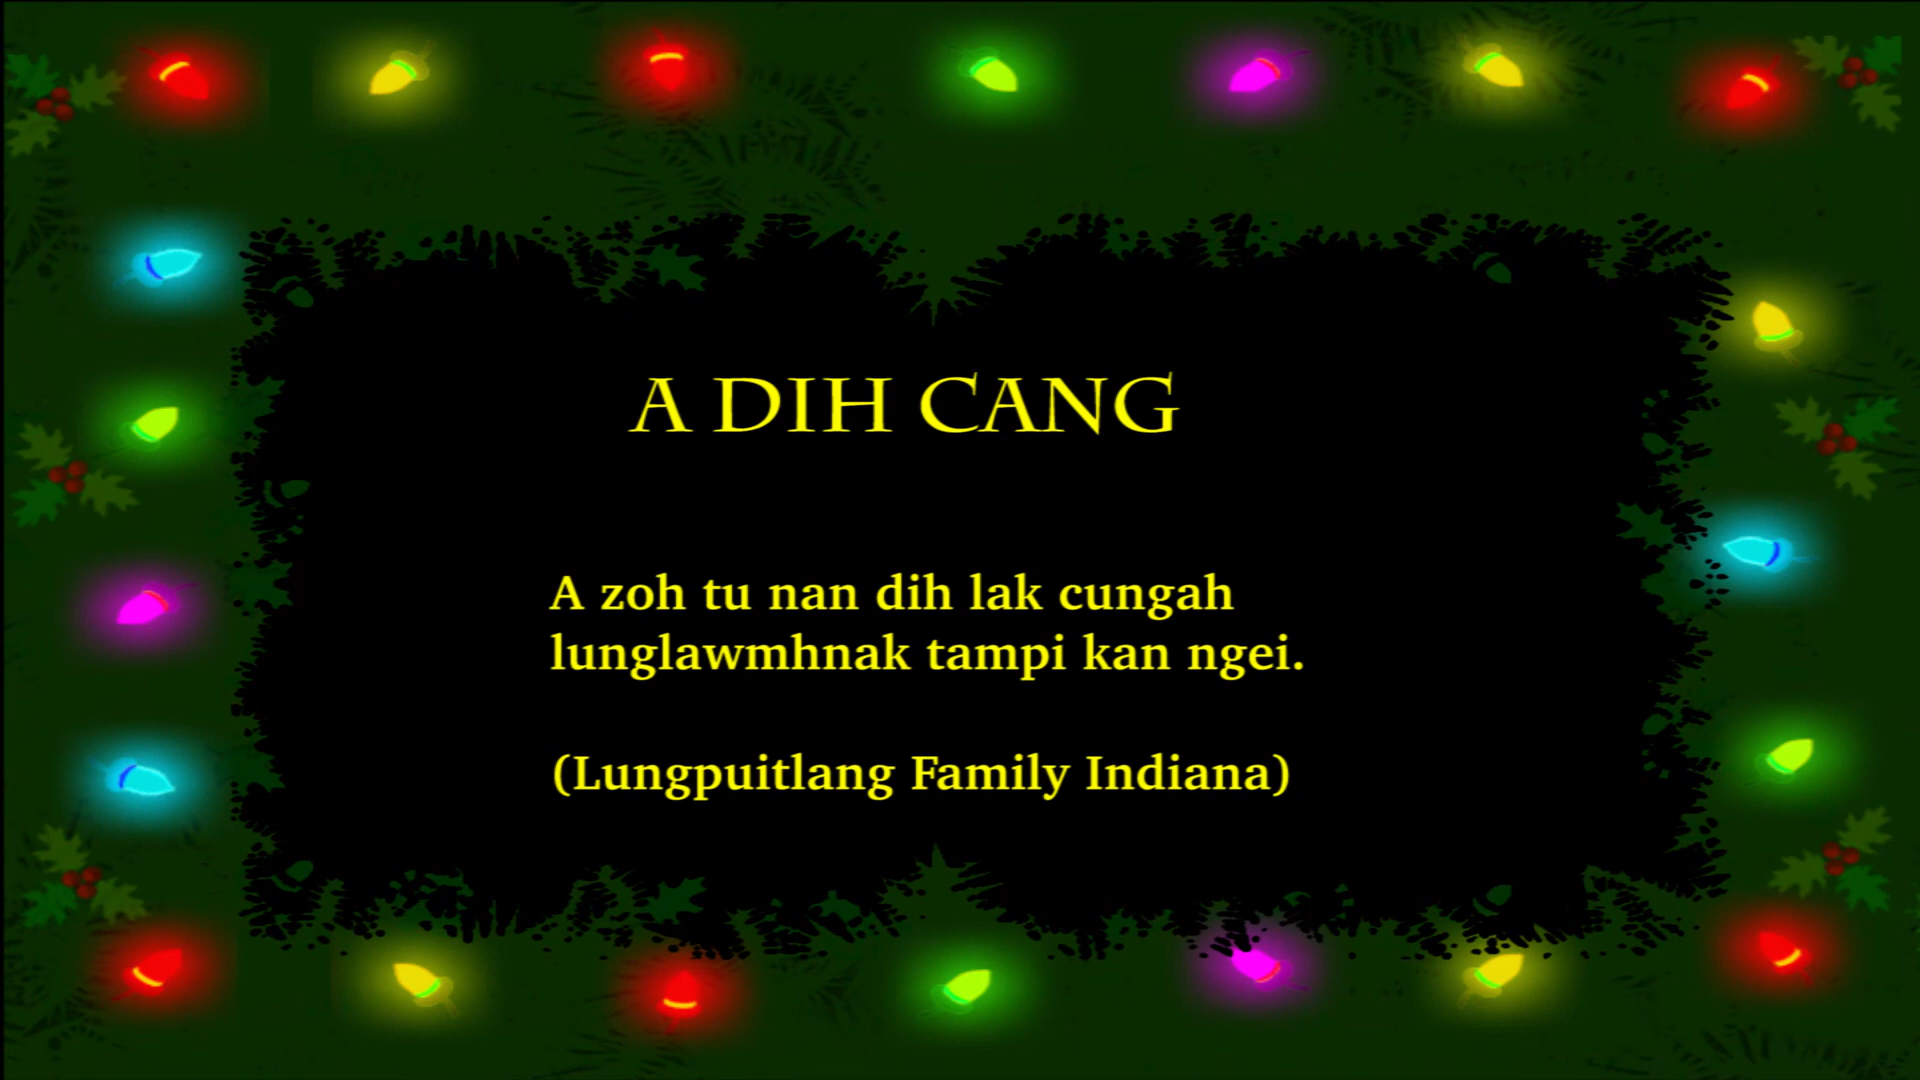 A DIH CANG
A zoh tu nan dih lak cungah
lunglawmhnak tampi kan ngei.
(Lungpuitlang Family Indiana)